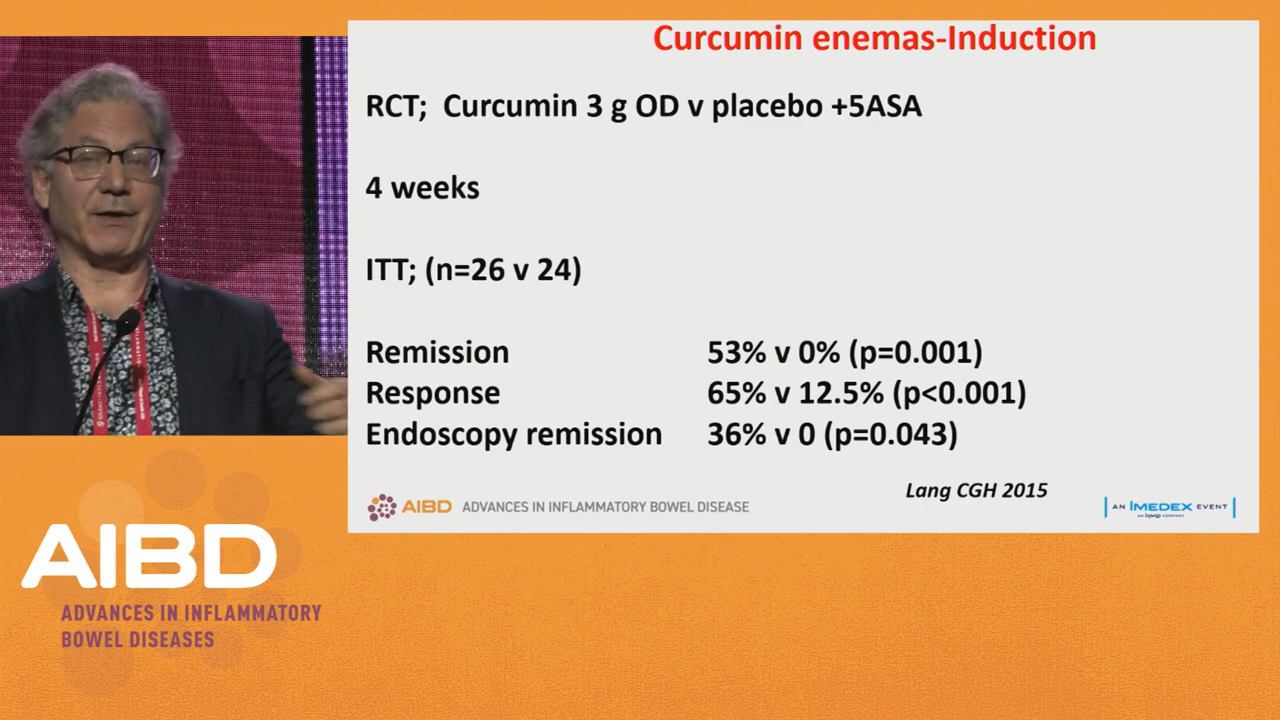 Curcumin enemas-Induction
RCT; Curcumin 3 g OD v placebo +5ASA
4 weeks
ITT; (n=26 v 24)
Remission 53% v 0% (p=0.001)
Response 65% v 12.5% (p<0.001)
Endoscopy remission 36% v 0 (p=0.043)
Lang CGH 2015
AIBD ADVANCES IN INFLAMMATORY BOWEL DISEASE
AN IMEDEX EVENT
AIBD
ADVANCES IN INFLAMMATORY
BOWEL DISEASES